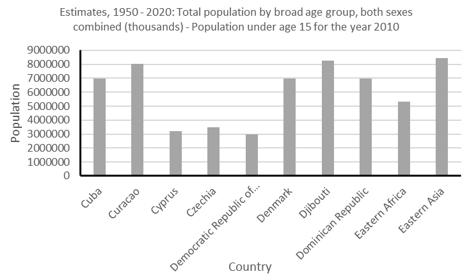 Estimates, 1950 - 2020: Total population by broad age group, both sexes
combined (thousands) - Population under age 15 for the year 2010
Population
9000000
8000000
7000000
6000000
5000000
4000000
3000000
2000000
1000000
0
Cuba
Curacao
Cyprus
Czechia
Democratic Republic of...
Denmark
Djibouti
Dominican Republic
Eastern Africa
Eastern Asia
Country